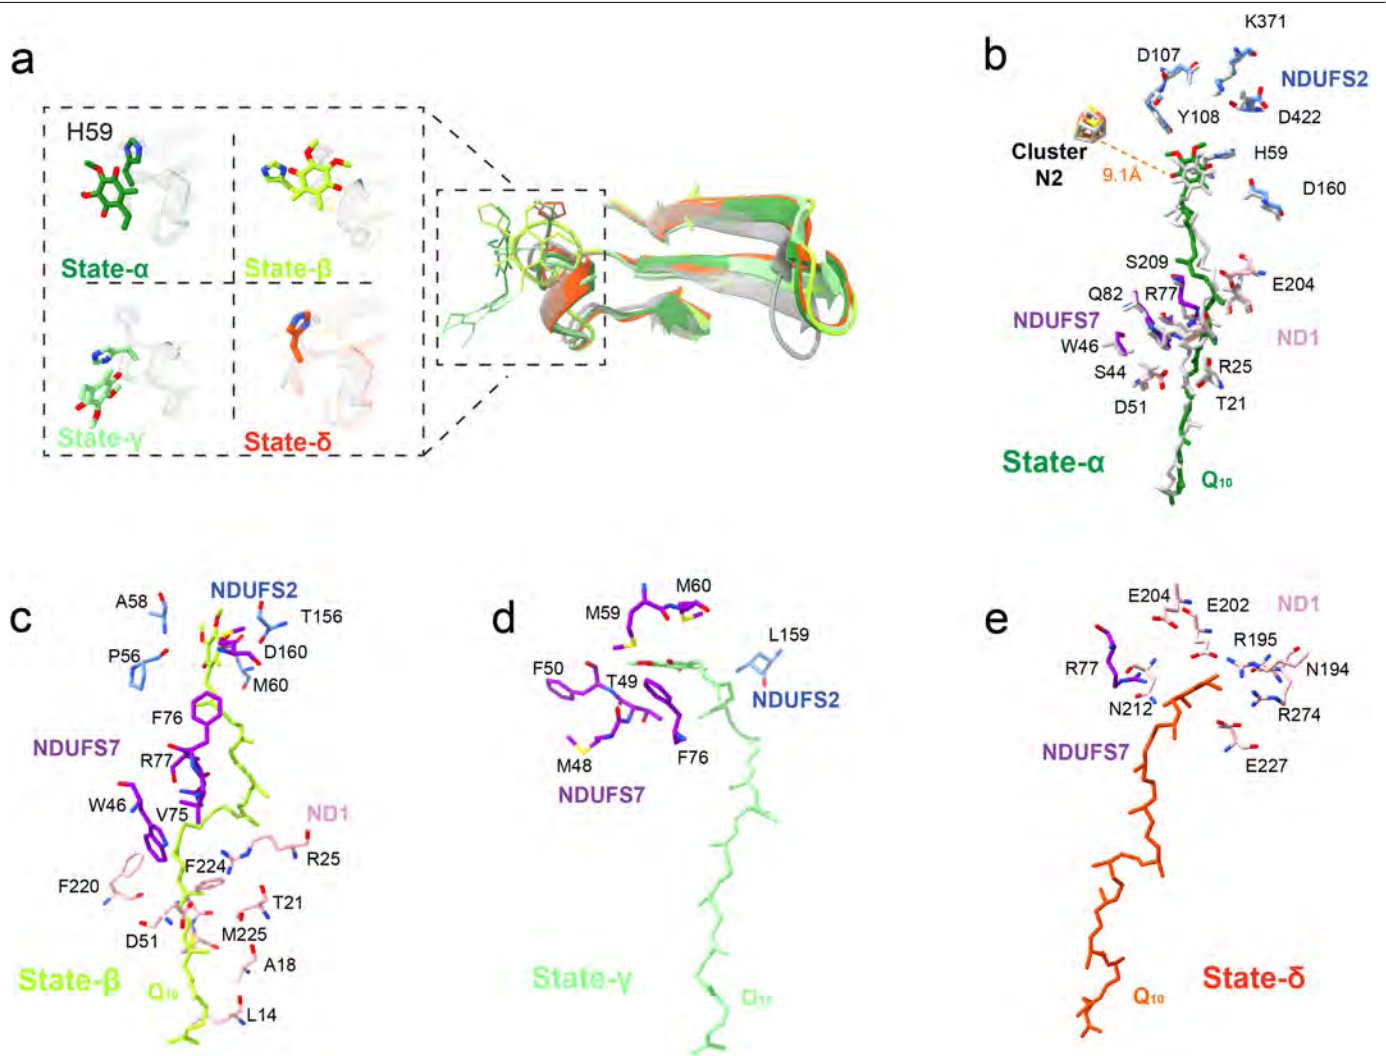 a
H59
State-α
State-β
State-γ
State-δ
b
K371
D107
NDUFS2
Y108
D422
Cluster
N2
9.1Å
H59
D160
S209
Q82
R77
E204
NDUFS7
ND1
W46
S44
R25
D51
T21
State-α
Q10
c
A58
NDUFS2
T156
P56
D160
M60
F76
NDUFS7
R77
W46
V75
ND1
F224
R25
F220
T21
D51
M225
A18
State-β
Q10
L14
d
M60
M59
L159
F50
T49
NDUFS2
M48
F76
NDUFS7
State-γ
Q10
e
E204
E202
ND1
R195
R77
N194
N212
R274
NDUFS7
E227
Q10
State-δ